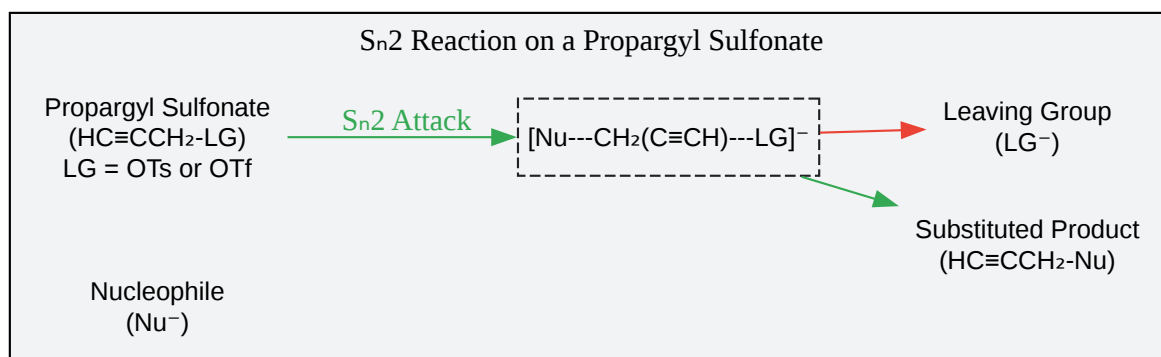 Sₙ2 Reaction on a Propargyl Sulfonate
Propargyl Sulfonate
(HC≡CCH₂-LG)
LG = OTs or OTf
Sₙ2 Attack
[Nu---CH₂(C≡CH)---LG]⁻
Leaving Group
(LG⁻)
Substituted Product
(HC≡CCH₂-Nu)
Nucleophile
(Nu⁻)